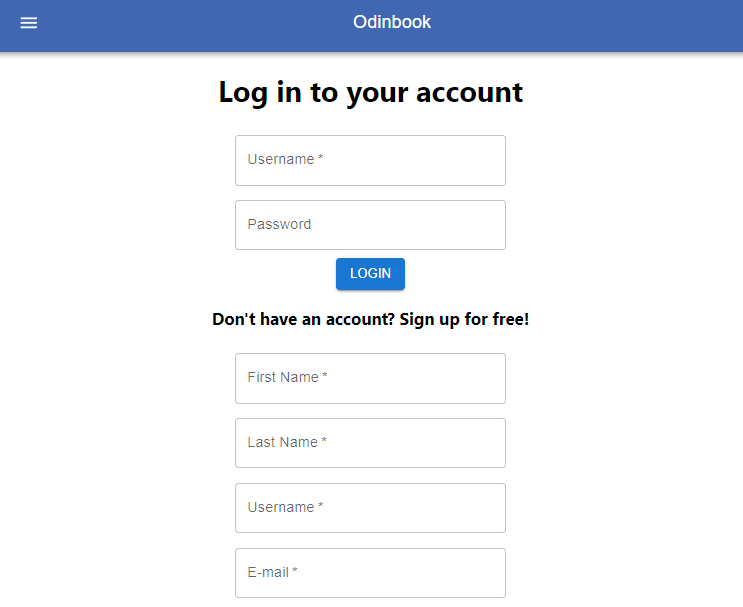 Odinbook
Log in to your account
Username *
Password
LOGIN
Don't have an account? Sign up for free!
First Name *
Last Name *
Username *
E-mail *